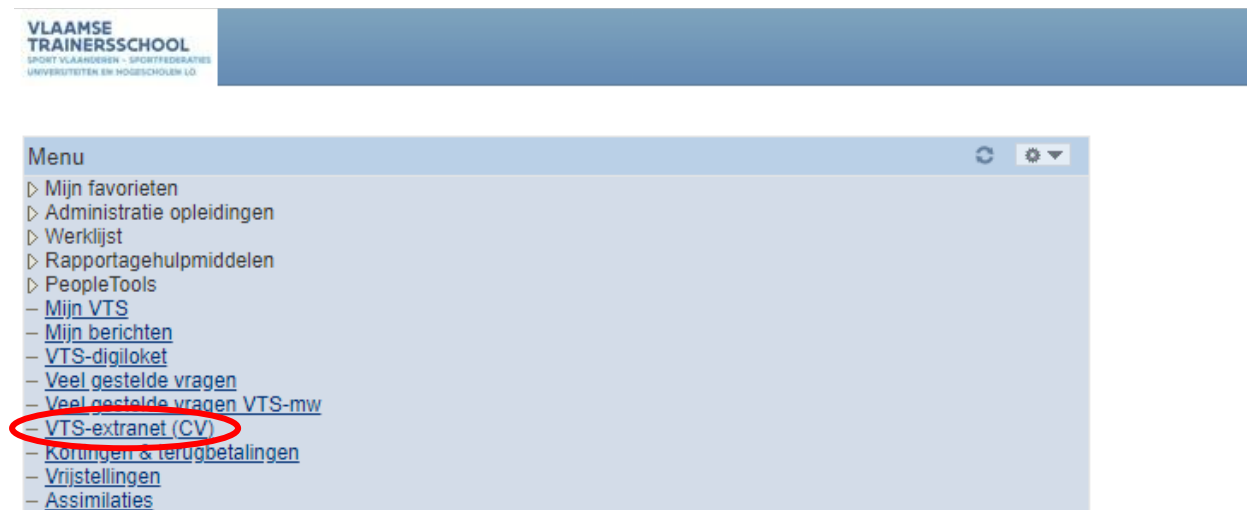 VLAAMSE
TRAINERSSCHOOL
SPORT VLAANDEREN - SPORTFEDERATIES
UNIVERSITEITEN EN HOGESCHOLEN LO
Menu
Mijn favorieten
Administratie opleidingen
Werklijst
Rapportagehulpmiddelen
PeopleTools
– Mijn VTS
– Mijn berichten
– VTS-digiloket
– Veel gestelde vragen
– Veel gestelde vragen VTS-mw
– VTS-extranet (CV)
– Kortingen & terugbetalingen
– Vrijstellingen
– Assimilaties